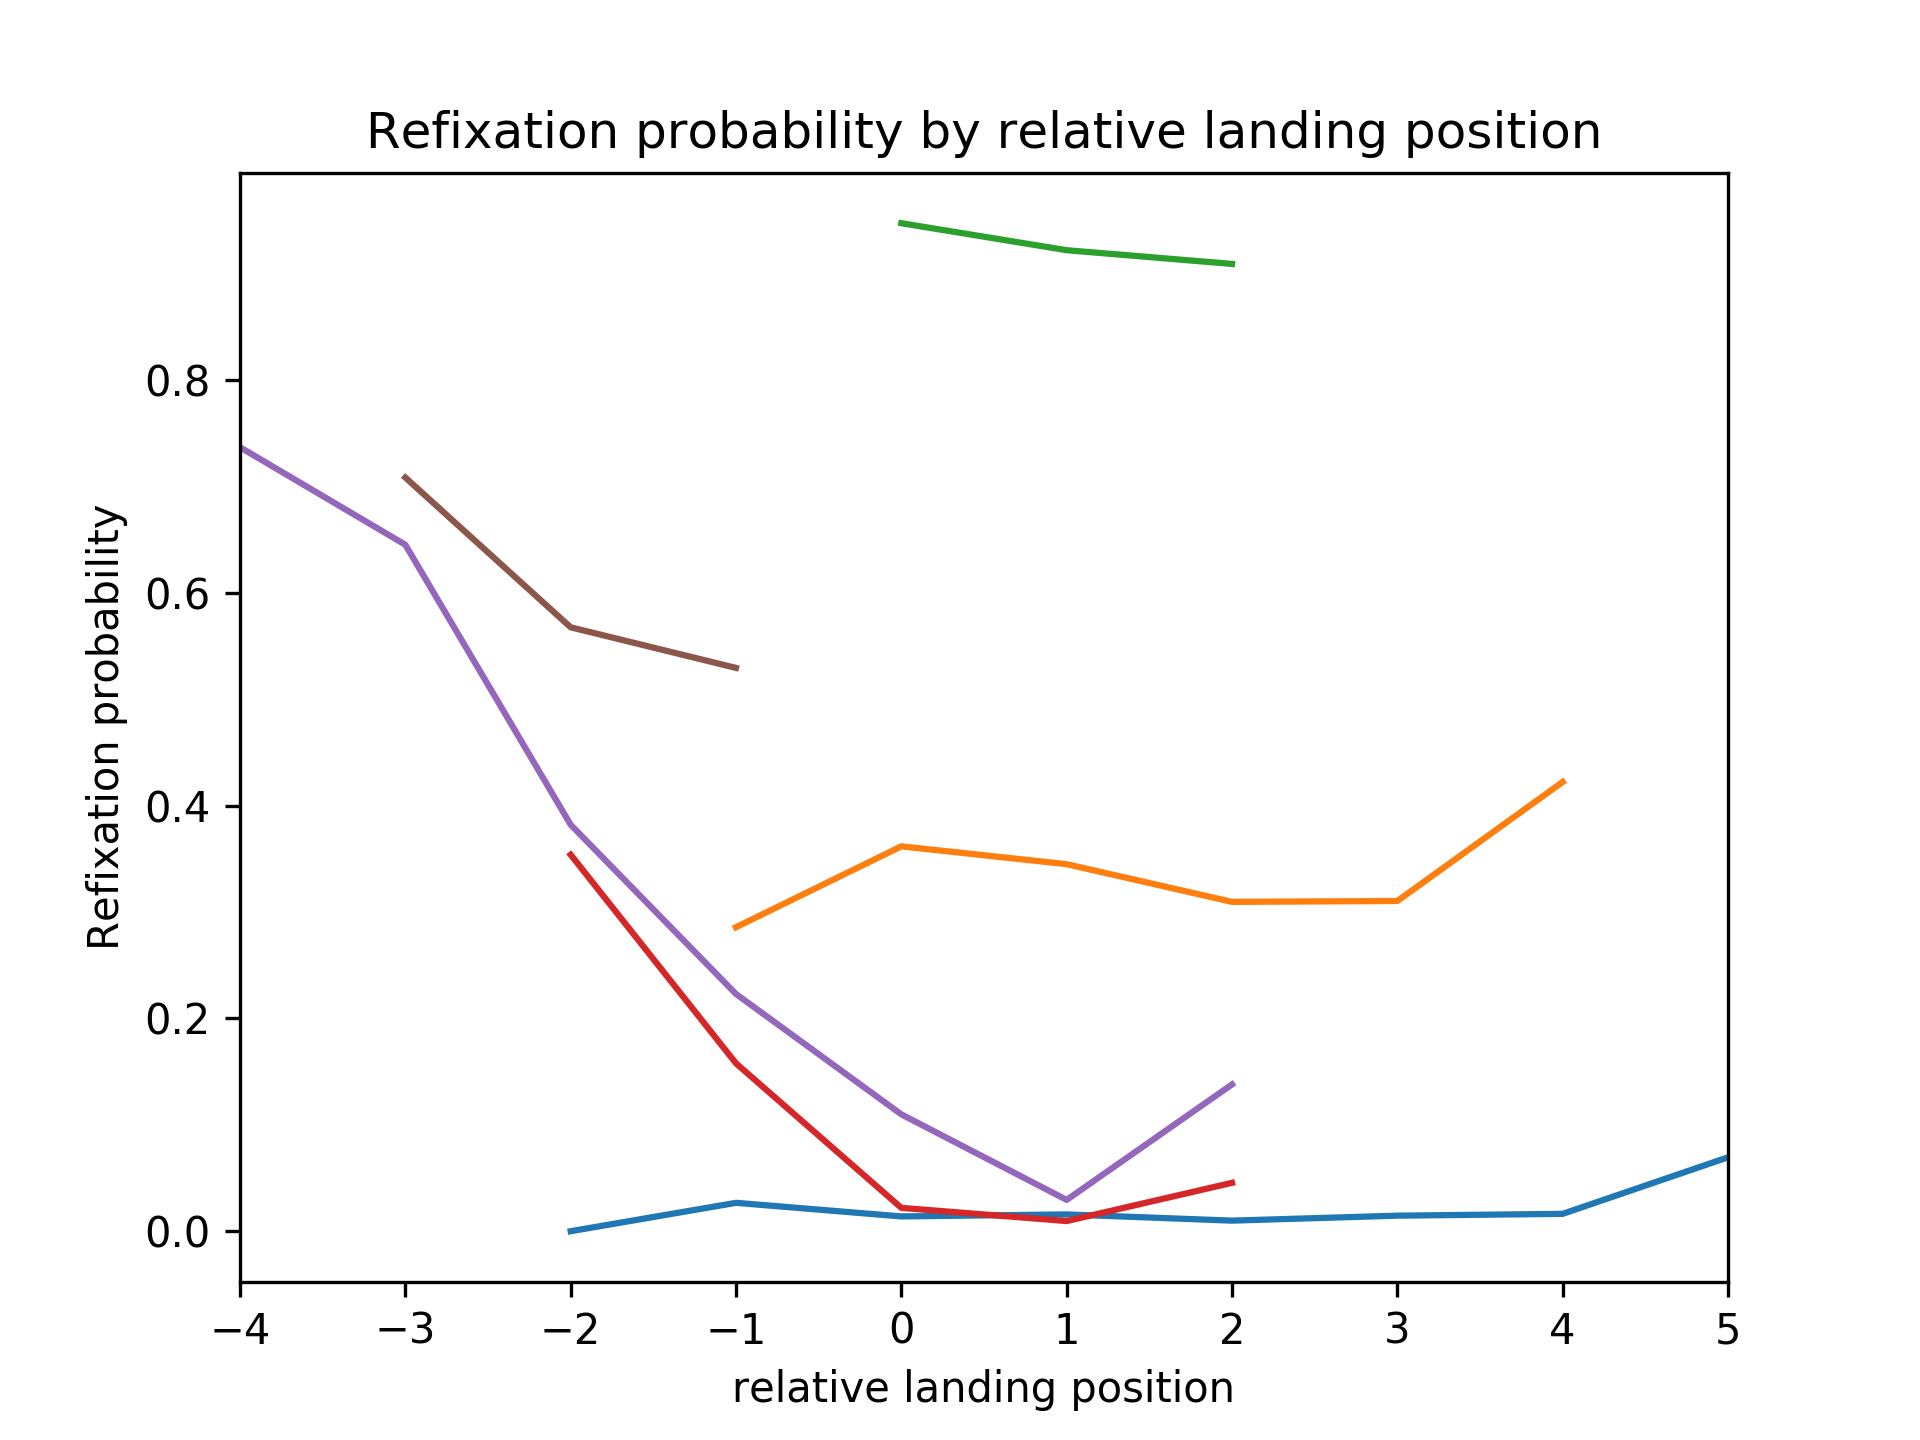 Refixation probability by relative landing position
Refixation probability
0.8
0.6
0.4
0.2
0.0
−4 −3 −2 −1 0 1 2 3 4 5
relative landing position